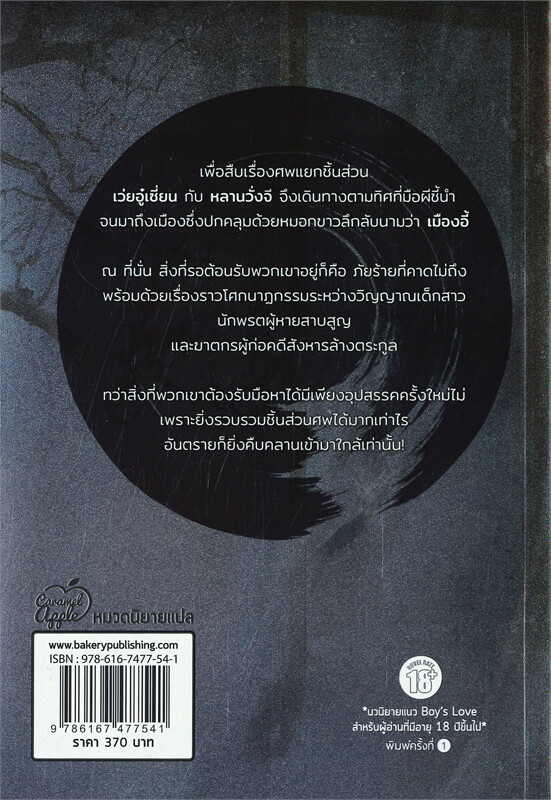 เพื่อสืบเรื่องศพแยกชิ้นส่วน
เว่ยอู๋เซี่ยน กับ หลานวั่งจี จึงเดินทางตามทิศที่มือผีชี้นำ
จนมาถึงเมืองซึ่งปกคลุมด้วยหมอกขาวลึกลับนามว่า เมืองอี้
ณ ที่นั่น สิ่งที่รอต้อนรับพวกเขาอยู่ก็คือ ภัยร้ายที่คาดไม่ถึง
พร้อมด้วยเรื่องราวโศกนาฏกรรมระหว่างวิญญาณเด็กสาว
นักพรตผู้หายสาบสูญ
และฆาตกรผู้ก่อคดีสังหารล้างตระกูล
ทว่าสิ่งที่พวกเขาต้องรับมือหาได้มีเพียงอุปสรรคครั้งใหม่ไม่
เพราะยิ่งรวบรวมชิ้นส่วนศพได้มากเท่าไร
อันตรายก็ยิ่งคืบคลานเข้ามาใกล้เท่านั้น!
Caramel
Apple หมวดนิยายแปล
www.bakerypublishing.com
ISBN : 978-616-7477-54-1
9 786167 477541
ราคา 370 บาท
NOVEL RATE
18+
*นวนิยายแนว Boy's Love
สำหรับผู้อ่านที่มีอายุ 18 ปีขึ้นไป*
พิมพ์ครั้งที่ 1